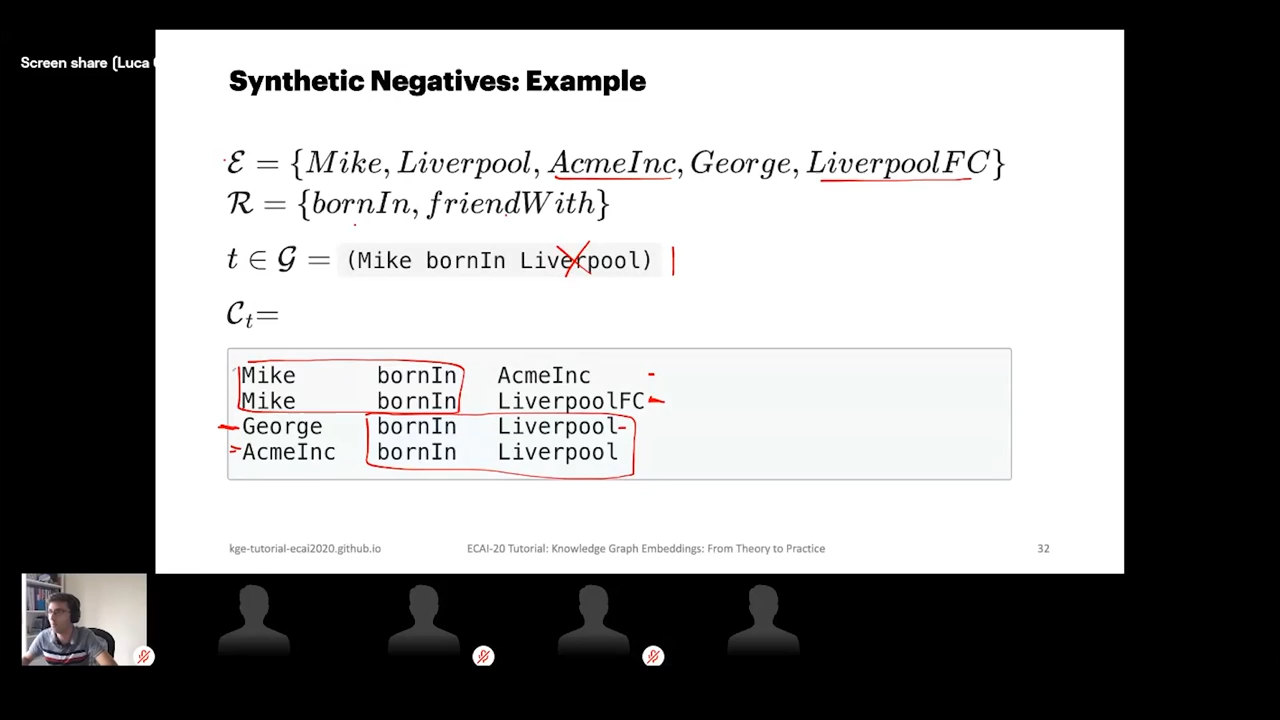 Screen share (Luca
Synthetic Negatives: Example
ℰ = {Mike, Liverpool, AcmeInc, George, LiverpoolFC}
ℛ = {bornIn, friendWith}
t ∈ 𝒢 = (Mike bornIn Liverpool)
𝒞ₜ=
Mike bornIn AcmeInc
Mike bornIn LiverpoolFC
George bornIn Liverpool
AcmeInc bornIn Liverpool
kge-tutorial-ecai2020.github.io ECAI-20 Tutorial: Knowledge Graph Embeddings: From Theory to Practice 32